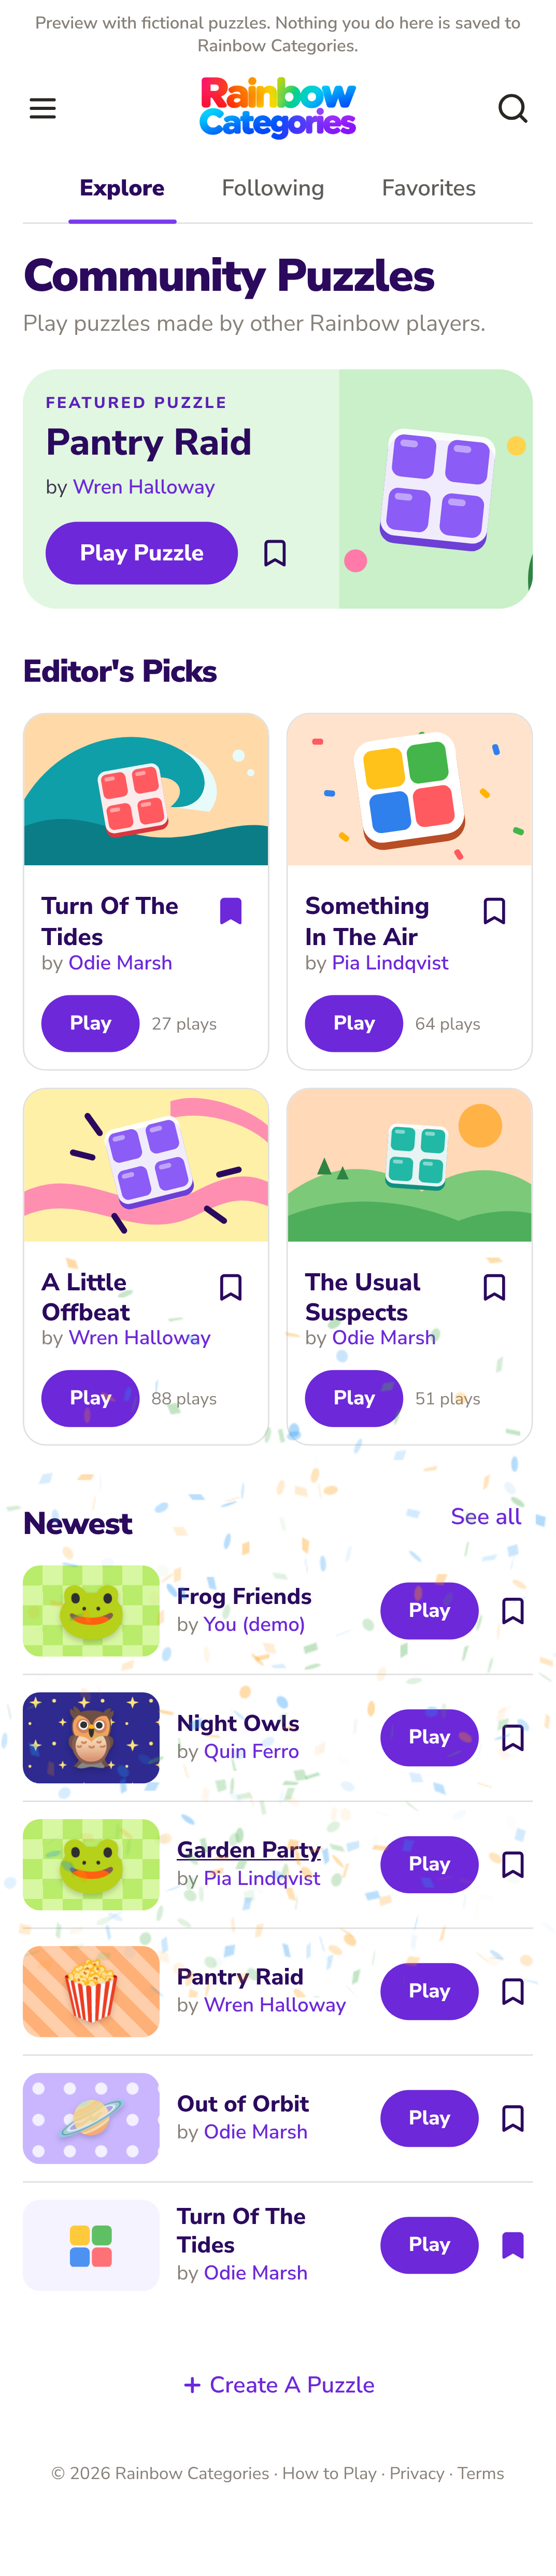 Preview with fictional puzzles. Nothing you do here is saved to
Rainbow Categories.
Rainbow
Categories
Explore
Following
Favorites
Community Puzzles
Play puzzles made by other Rainbow players.
FEATURED PUZZLE
Pantry Raid
by Wren Halloway
Play Puzzle
Editor's Picks
Turn Of The
Tides
by Odie Marsh
Play
27 plays
Something
In The Air
by Pia Lindqvist
Play
64 plays
A Little
Offbeat
by Wren Halloway
Play
88 plays
The Usual
Suspects
by Odie Marsh
Play
51 plays
Newest
See all
Frog Friends
by You (demo)
Play
Night Owls
by Quin Ferro
Play
Garden Party
by Pia Lindqvist
Play
Pantry Raid
by Wren Halloway
Play
Out of Orbit
by Odie Marsh
Play
Turn Of The
Tides
by Odie Marsh
Play
+ Create A Puzzle
© 2026 Rainbow Categories · How to Play · Privacy · Terms